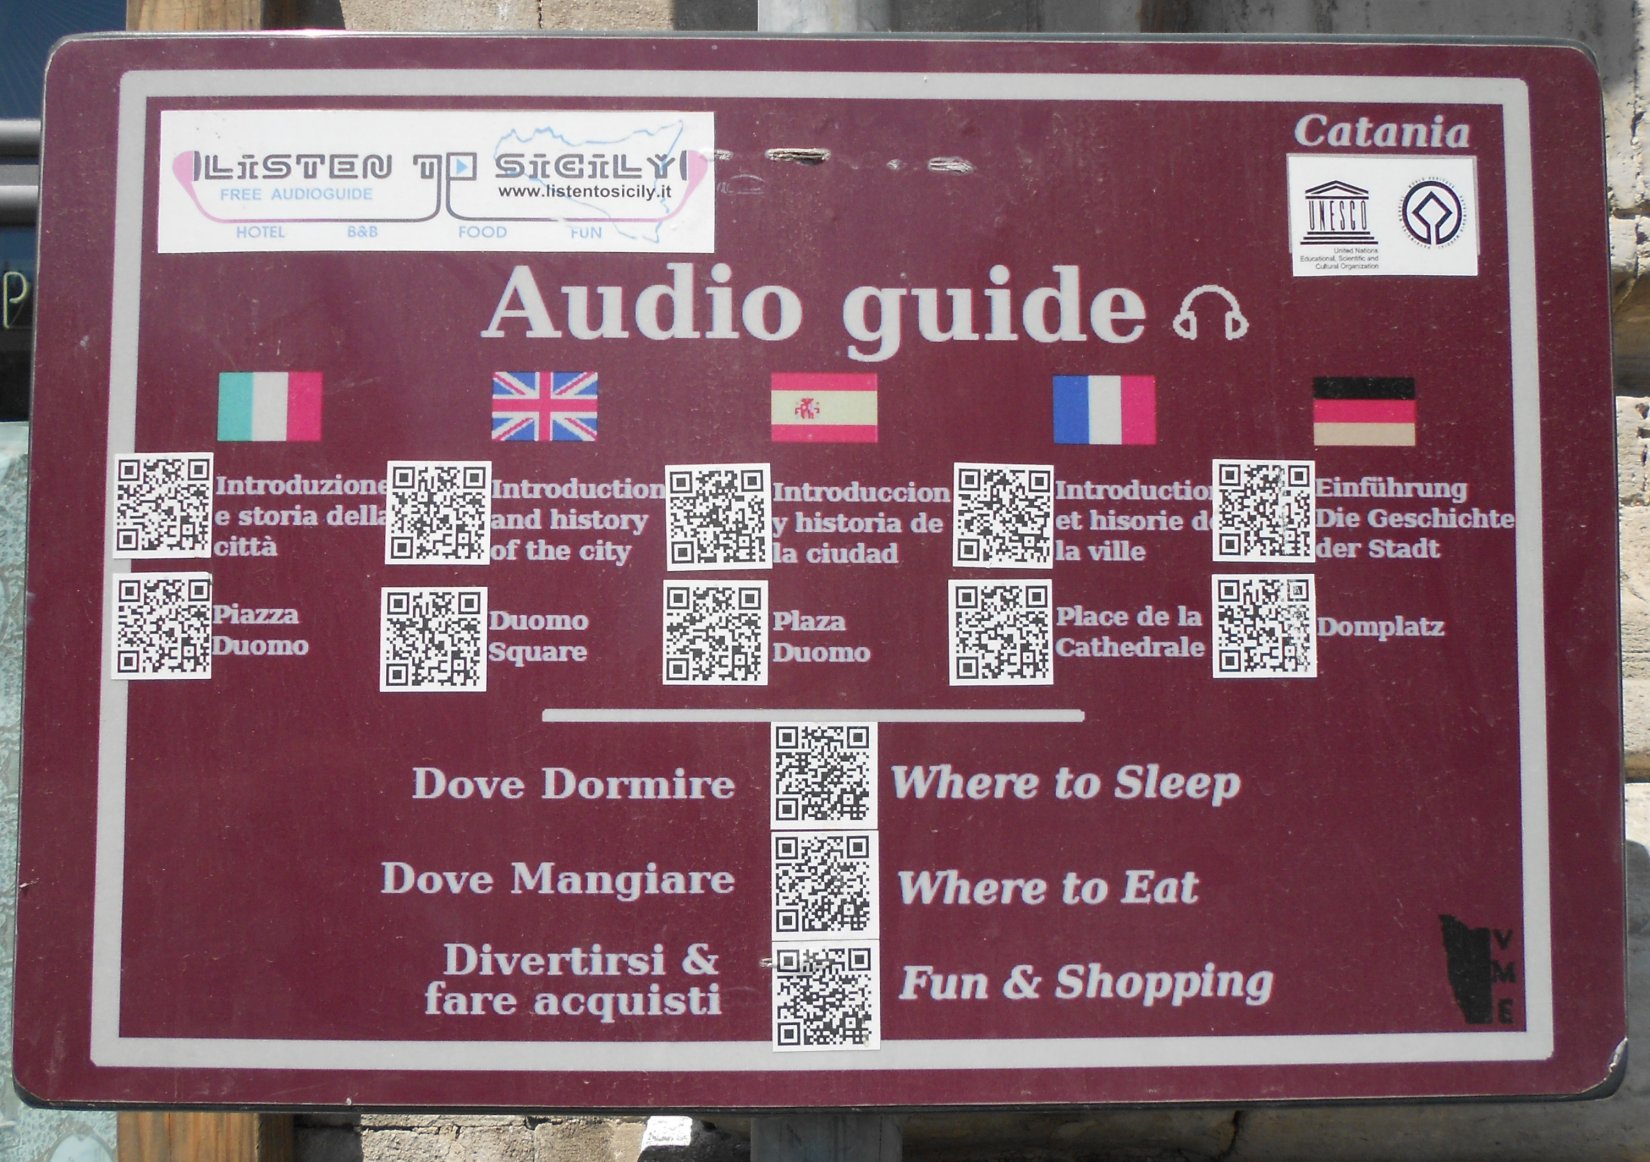 Catania
LiSTEN TO SiCiLY
FREE AUDIOGUIDE
www.listentosicily.it
HOTEL B&B FOOD FUN
UNESCO
United Nations
Educational, Scientific and
Cultural Organization
Audio guide
Introduzione
e storia della
città
Introduction
and history
of the city
Introduccion
y historia de
la ciudad
Introduction
et hisorie de
la ville
Einführung
Die Geschichte
der Stadt
Piazza
Duomo
Duomo
Square
Plaza
Duomo
Place de la
Cathedrale
Domplatz
Dove Dormire
Where to Sleep
Dove Mangiare
Where to Eat
Divertirsi &
fare acquisti
Fun & Shopping
V
M
E